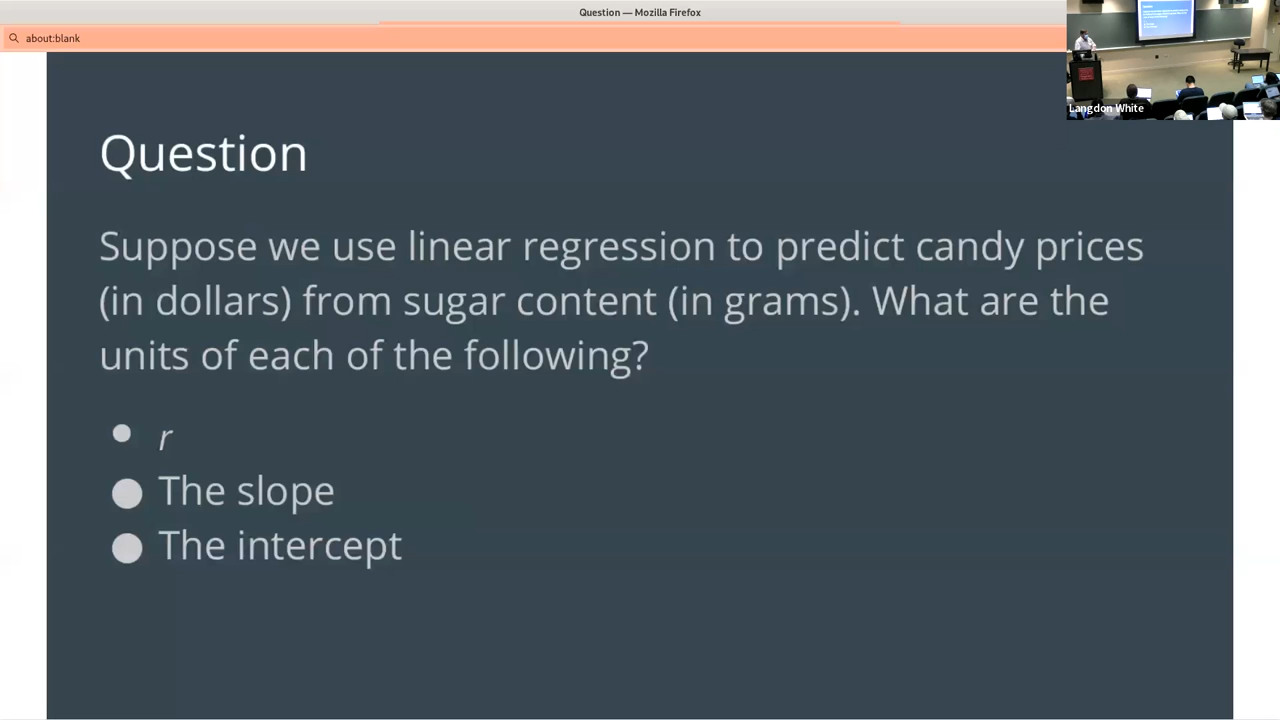 Question — Mozilla Firefox
about:blank
Langdon White
Question
Suppose we use linear regression to predict candy prices
(in dollars) from sugar content (in grams). What are the
units of each of the following?
● r
● The slope
● The intercept